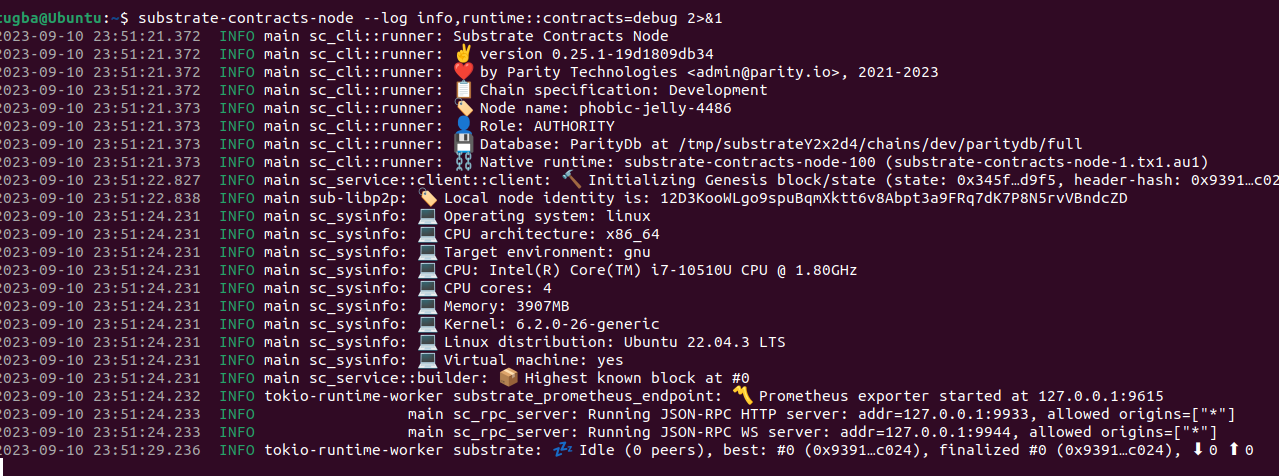 tugba@Ubuntu:~$ substrate-contracts-node --log info,runtime::contracts=debug 2>&1
2023-09-10 23:51:21.372  INFO main sc_cli::runner: Substrate Contracts Node
2023-09-10 23:51:21.372  INFO main sc_cli::runner: ✌️ version 0.25.1-19d1809db34
2023-09-10 23:51:21.372  INFO main sc_cli::runner: ❤️ by Parity Technologies <admin@parity.io>, 2021-2023
2023-09-10 23:51:21.372  INFO main sc_cli::runner: 📋 Chain specification: Development
2023-09-10 23:51:21.373  INFO main sc_cli::runner: 🏷 Node name: phobic-jelly-4486
2023-09-10 23:51:21.373  INFO main sc_cli::runner: 👤 Role: AUTHORITY
2023-09-10 23:51:21.373  INFO main sc_cli::runner: 💾 Database: ParityDb at /tmp/substrateY2x2d4/chains/dev/paritydb/full
2023-09-10 23:51:21.373  INFO main sc_cli::runner: ⛓ Native runtime: substrate-contracts-node-100 (substrate-contracts-node-1.tx1.au1)
2023-09-10 23:51:22.827  INFO main sc_service::client::client: 🔨 Initializing Genesis block/state (state: 0x345f…d9f5, header-hash: 0x9391…c024
2023-09-10 23:51:22.838  INFO main sub-libp2p: 🏷 Local node identity is: 12D3KooWLgo9spuBqmXktt6v8Abpt3a9FRq7dK7P8N5rvVBndcZD
2023-09-10 23:51:24.231  INFO main sc_sysinfo: 💻 Operating system: linux
2023-09-10 23:51:24.231  INFO main sc_sysinfo: 💻 CPU architecture: x86_64
2023-09-10 23:51:24.231  INFO main sc_sysinfo: 💻 Target environment: gnu
2023-09-10 23:51:24.231  INFO main sc_sysinfo: 💻 CPU: Intel(R) Core(TM) i7-10510U CPU @ 1.80GHz
2023-09-10 23:51:24.231  INFO main sc_sysinfo: 💻 CPU cores: 4
2023-09-10 23:51:24.231  INFO main sc_sysinfo: 💻 Memory: 3907MB
2023-09-10 23:51:24.231  INFO main sc_sysinfo: 💻 Kernel: 6.2.0-26-generic
2023-09-10 23:51:24.231  INFO main sc_sysinfo: 💻 Linux distribution: Ubuntu 22.04.3 LTS
2023-09-10 23:51:24.231  INFO main sc_sysinfo: 💻 Virtual machine: yes
2023-09-10 23:51:24.231  INFO main sc_service::builder: 📦 Highest known block at #0
2023-09-10 23:51:24.232  INFO tokio-runtime-worker substrate_prometheus_endpoint: 〽️ Prometheus exporter started at 127.0.0.1:9615
2023-09-10 23:51:24.233  INFO                 main sc_rpc_server: Running JSON-RPC HTTP server: addr=127.0.0.1:9933, allowed origins=["*"]
2023-09-10 23:51:24.233  INFO                 main sc_rpc_server: Running JSON-RPC WS server: addr=127.0.0.1:9944, allowed origins=["*"]
2023-09-10 23:51:29.236  INFO tokio-runtime-worker substrate: 💤 Idle (0 peers), best: #0 (0x9391…c024), finalized #0 (0x9391…c024), ⬇ 0 ⬆ 0